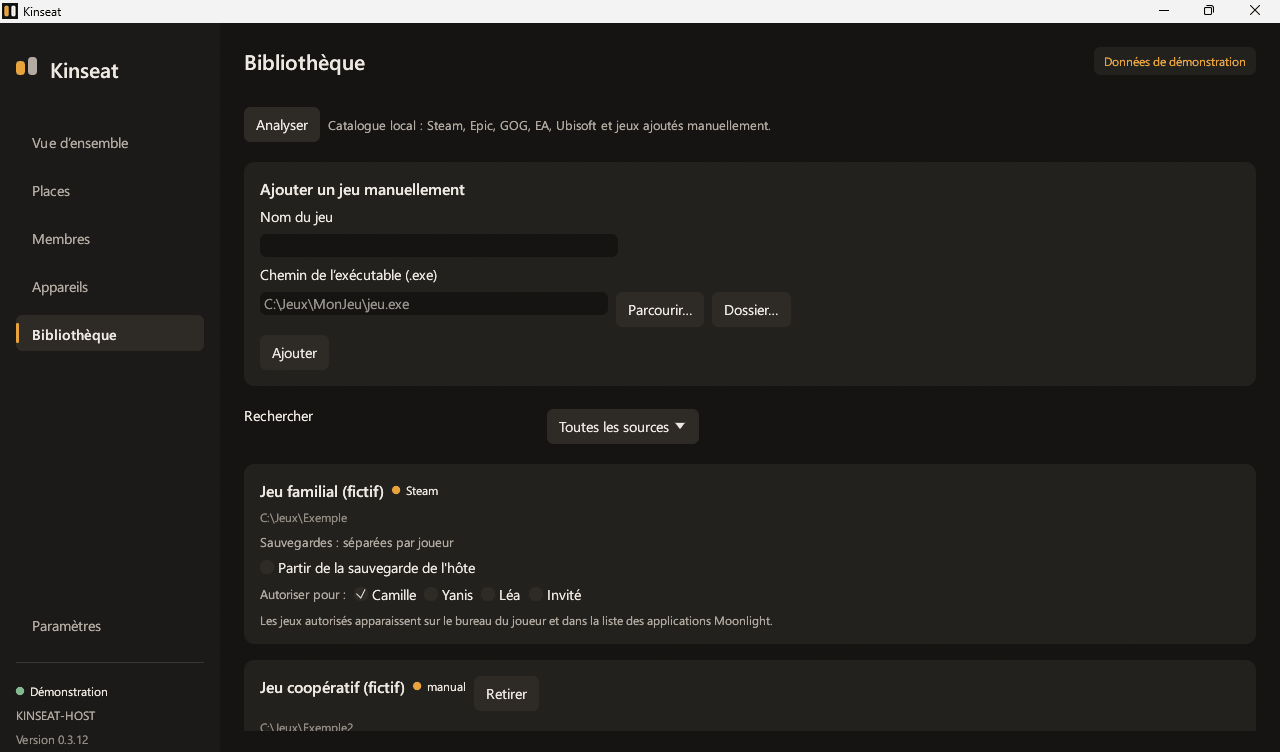 Kinseat
Kinseat
Bibliothèque
Données de démonstration
Analyser
Catalogue local : Steam, Epic, GOG, EA, Ubisoft et jeux ajoutés manuellement.
Vue d'ensemble
Places
Membres
Appareils
Bibliothèque
Ajouter un jeu manuellement
Nom du jeu
Chemin de l'exécutable (.exe)
C:\Jeux\MonJeu\jeu.exe
Parcourir...
Dossier...
Ajouter
Rechercher
Toutes les sources
Jeu familial (fictif)
Steam
C:\Jeux\Exemple
Sauvegardes : séparées par joueur
Partir de la sauvegarde de l'hôte
Autoriser pour : Camille Yanis Léa Invité
Les jeux autorisés apparaissent sur le bureau du joueur et dans la liste des applications Moonlight.
Jeu coopératif (fictif)
manual
Retirer
C:\Jeux\Exemple2
Paramètres
Démonstration
KINSEAT-HOST
Version 0.3.12